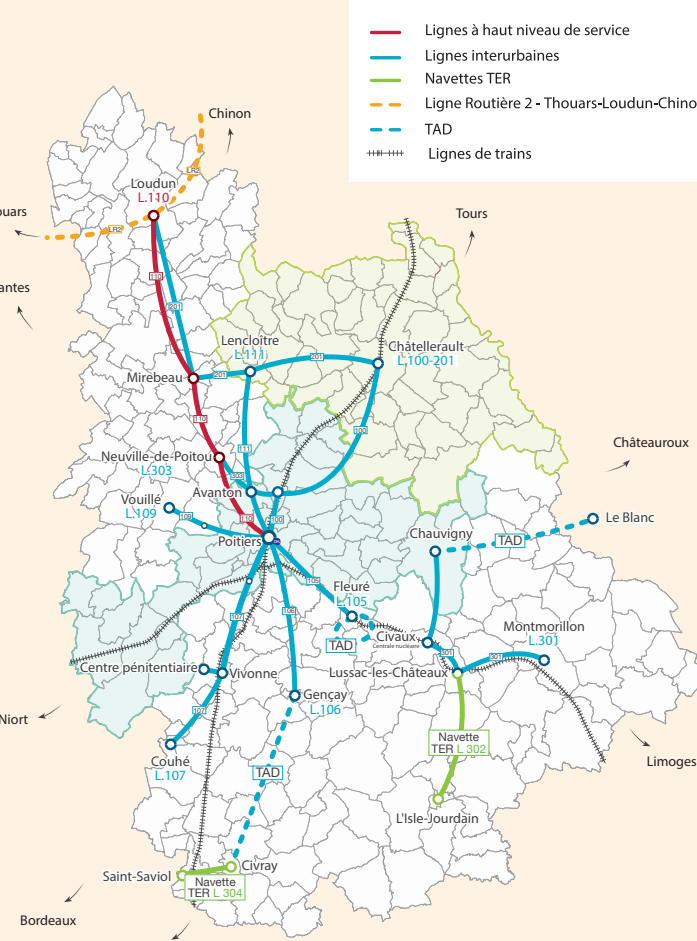 Lignes à haut niveau de service
Lignes interurbaines
Navettes TER
Ligne Routière 2 - Thouars-Loudun-Chino
TAD
Lignes de trains
Chinon
LR2
Loudun
L.110
ouars
LR2
Tours
antes
110
201
Lencloître
L.111
Châtellerault
L.100-201
201
201
Mirebeau
110
100
Châteauroux
111
Neuville-de-Poitou
L.303
303
Avanton
Vouillé
L.109
109
110
100
Le Blanc
Chauvigny
TAD
Poitiers
105
Fleuré
L.105
106
107
Montmorillon
L.301
Civaux
Centrale nucléaire
TAD
301
301
Centre pénitentiaire
Vivonne
Lussac-les-Châteaux
Gençay
L.106
107
Niort
Navette
TER L 302
Couhé
L.107
TAD
Limoges
L'Isle-Jourdain
Civray
Saint-Saviol
Navette
TER L 304
Bordeaux